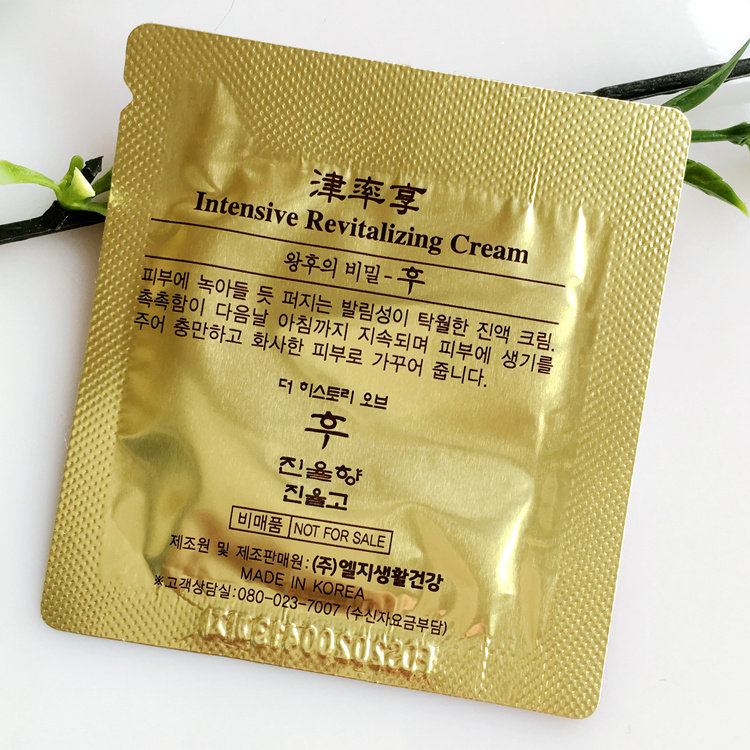 津率享
Intensive Revitalizing Cream
왕후의 비밀 - 후
피부에 녹아들 듯 퍼지는 발림성이 탁월한 진액 크림.
촉촉함이 다음날 아침까지 지속되며 피부에 생기를
주어 충만하고 화사한 피부로 가꾸어 줍니다.
더 히스토리 오브
후
진율향
진율고
비매품 NOT FOR SALE
제조원 및 제조판매원 : (주)엘지생활건강
MADE IN KOREA
※고객상담실:080-023-7007 (수신자요금부담)